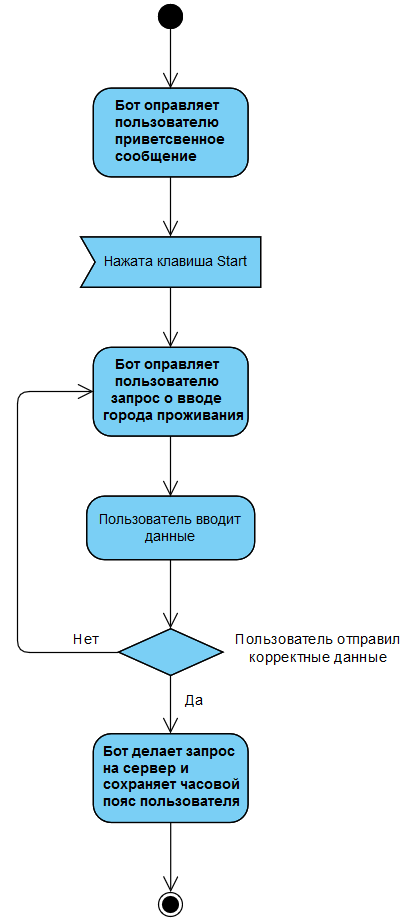 Бот оправляет
пользователю
приветсвенное
сообщение
Нажата клавиша Start
Бот оправляет
пользователю
запрос о вводе
города проживания
Пользователь вводит
данные
Нет
Пользователь отправил
корректные данные
Да
Бот делает запрос
на сервер и
сохраняет часовой
пояс пользователя